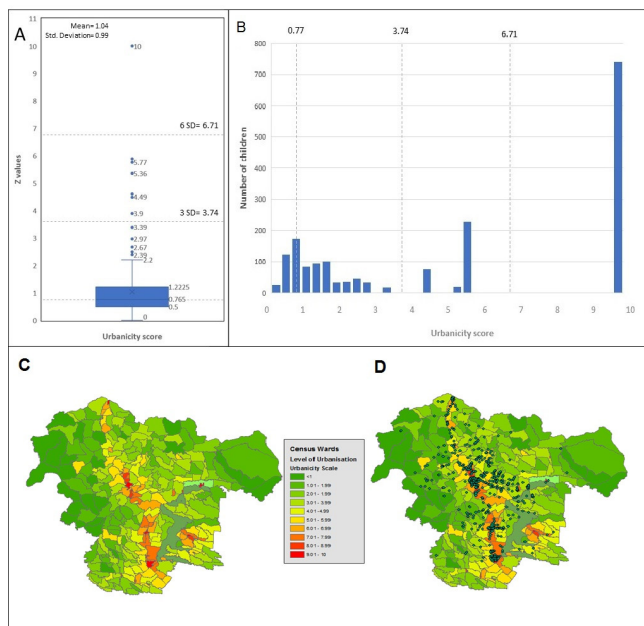 A
Mean= 1.04
Std. Deviation= 0.99
11
10
9
8
7
6
5
4
3
2
1
0
Z values
10
6 SD= 6.71
5.77
5.36
4.49
3.9
3 SD= 3.74
3.39
2.97
2.67
2.39
2.2
1.2225
0.765
0.5
0
Urbanicity score
B
0.77
3.74
6.71
800
700
600
500
400
300
200
100
0
Number of children
0 1 2 3 4 5 6 7 8 9 10
Urbanicity score
C
Census Wards
Level of Urbanisation
Urbanicity Scale
<1
1.01 - 1.99
2.01 - 2.99
3.01 - 3.99
4.01 -4.99
5.01 - 5.99
6.01 - 6.99
7.01 - 7.99
8.01 - 8.99
9.01 - 10
D